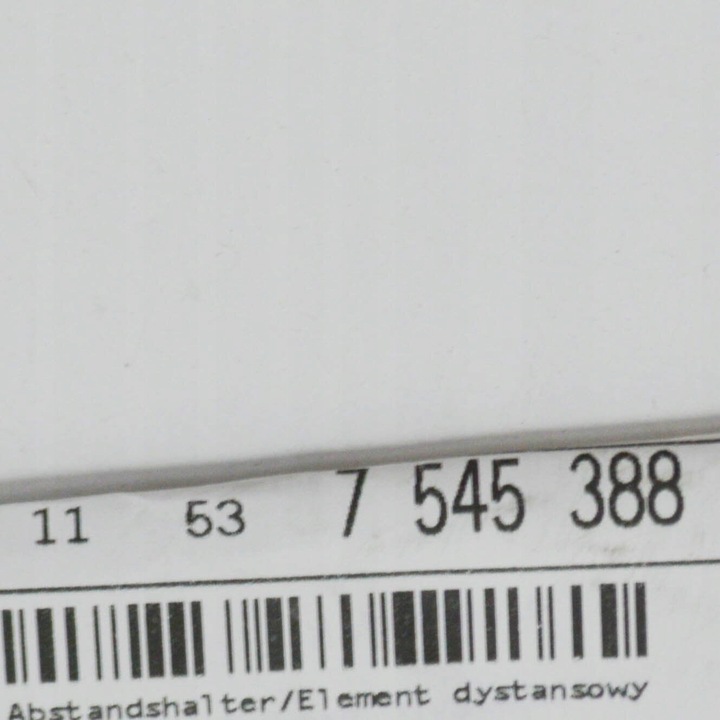 11 53 7 545 388
Abstandshalter/Element dystansowy